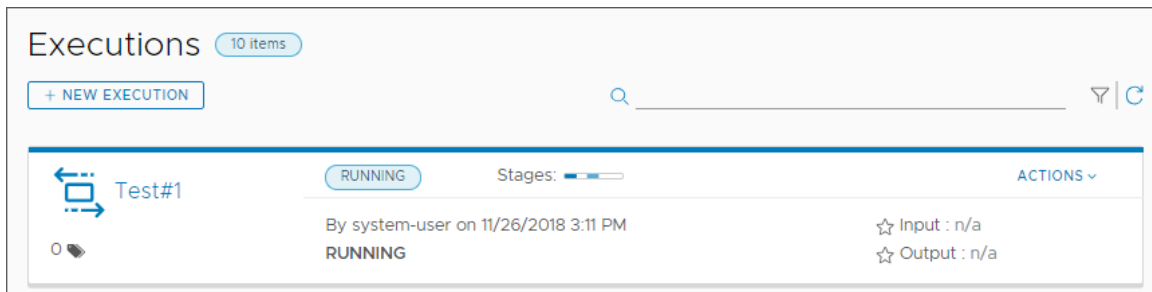 Executions 10 items
+ NEW EXECUTION
Test#1 RUNNING Stages: ACTIONS
By system-user on 11/26/2018 3:11 PM Input : n/a
0 RUNNING Output : n/a